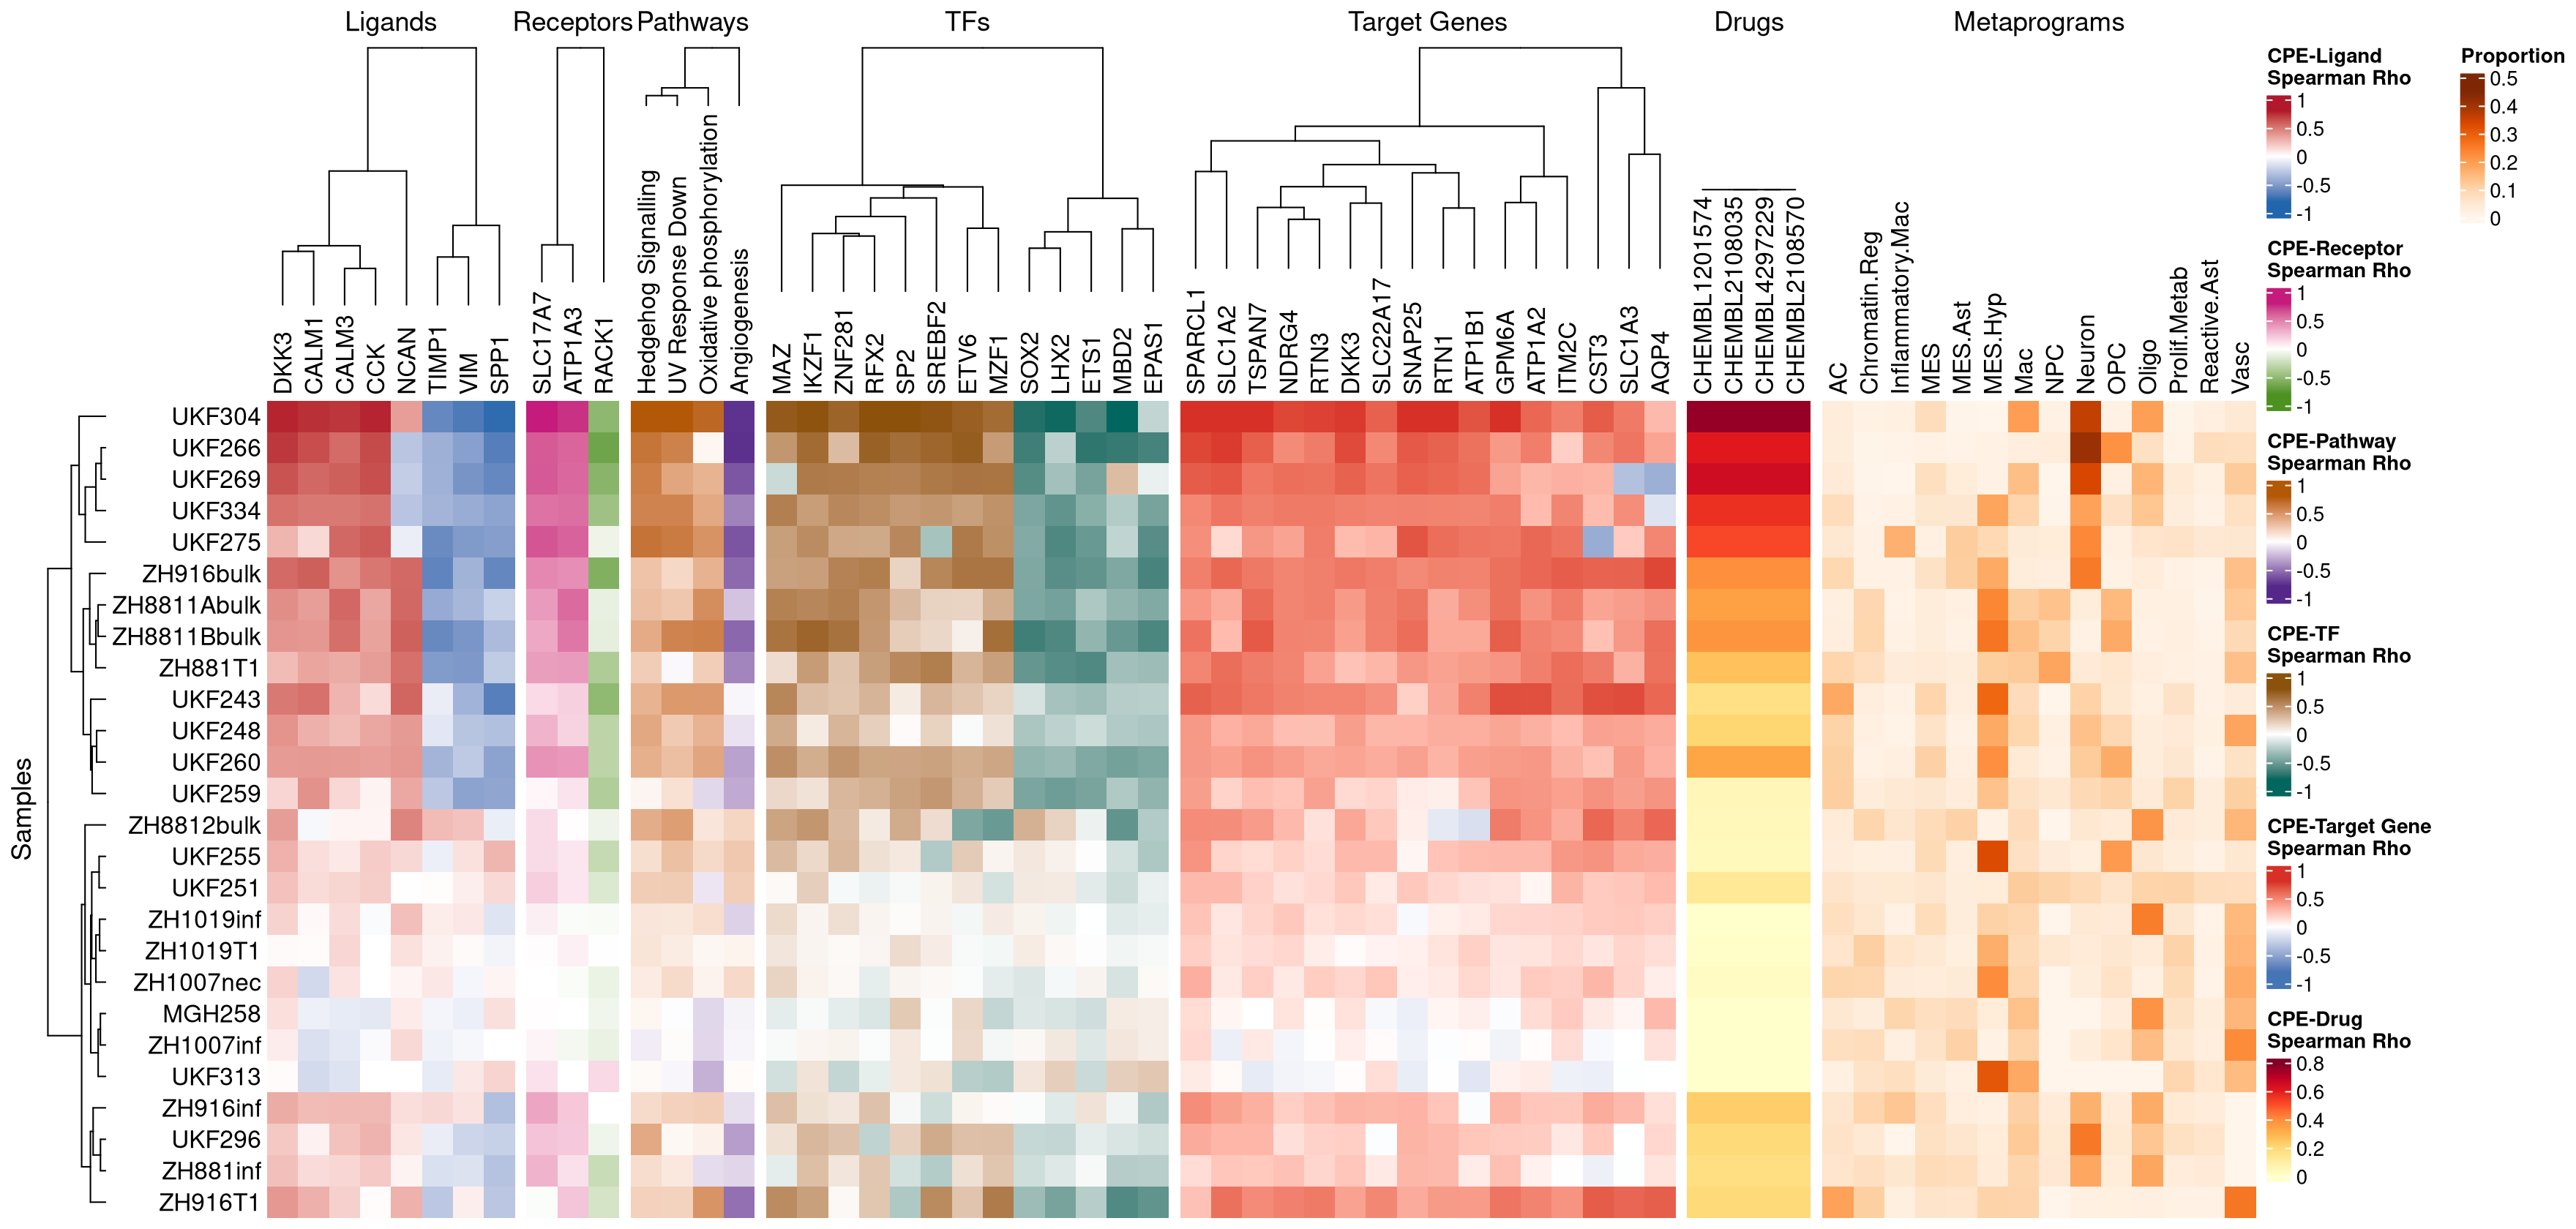 Ligands
Receptors
Pathways
TFs
Target Genes
Drugs
Metaprograms
DKK3
CALM1
CALM3
CCK
NCAN
TIMP1
VIM
SPP1
SLC17A7
ATP1A3
RACK1
Hedgehog Signalling
UV Response Down
Oxidative phosphorylation
Angiogenesis
MAZ
IKZF1
ZNF281
RFX2
SP2
SREBF2
ETV6
MZF1
SOX2
LHX2
ETS1
MBD2
EPAS1
SPARCL1
SLC1A2
TSPAN7
NDRG4
RTN3
DKK3
SLC22A17
SNAP25
RTN1
ATP1B1
GPM6A
ATP1A2
ITM2C
CST3
SLC1A3
AQP4
CHEMBL1201574
CHEMBL2108035
CHEMBL4297229
CHEMBL2108570
AC
Chromatin.Reg
Inflammatory.Mac
MES
MES.Ast
MES.Hyp
Mac
NPC
Neuron
OPC
Oligo
Prolif.Metab
Reactive.Ast
Vasc
Samples
UKF304
UKF266
UKF269
UKF334
UKF275
ZH916bulk
ZH8811Abulk
ZH8811Bbulk
ZH881T1
UKF243
UKF248
UKF260
UKF259
ZH8812bulk
UKF255
UKF251
ZH1019inf
ZH1019T1
ZH1007nec
MGH258
ZH1007inf
UKF313
ZH916inf
UKF296
ZH881inf
ZH916T1
CPE-Ligand
Spearman Rho
1
0.5
0
-0.5
-1
CPE-Receptor
Spearman Rho
1
0.5
0
-0.5
-1
CPE-Pathway
Spearman Rho
1
0.5
0
-0.5
-1
CPE-TF
Spearman Rho
1
0.5
0
-0.5
-1
CPE-Target Gene
Spearman Rho
1
0.5
0
-0.5
-1
CPE-Drug
Spearman Rho
0.8
0.6
0.4
0.2
0
Proportion
0.5
0.4
0.3
0.2
0.1
0